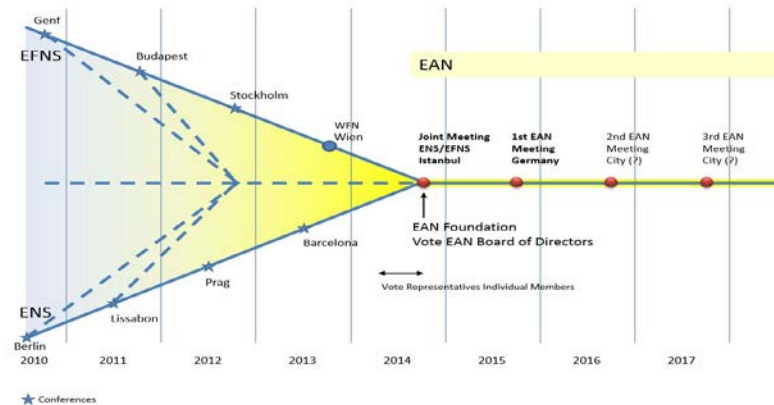 Genf
EFNS
Budapest
Stockholm
WFN
Wien
EAN
Joint Meeting
ENS/EFNS
Istanbul
1st EAN
Meeting
Germany
2nd EAN
Meeting
City (?)
3rd EAN
Meeting
City (?)
EAN Foundation
Vote EAN Board of Directors
Vote Representatives Individual Members
Barcelona
Prag
Lissabon
ENS
Berlin
2010
2011
2012
2013
2014
2015
2016
2017
Conferences